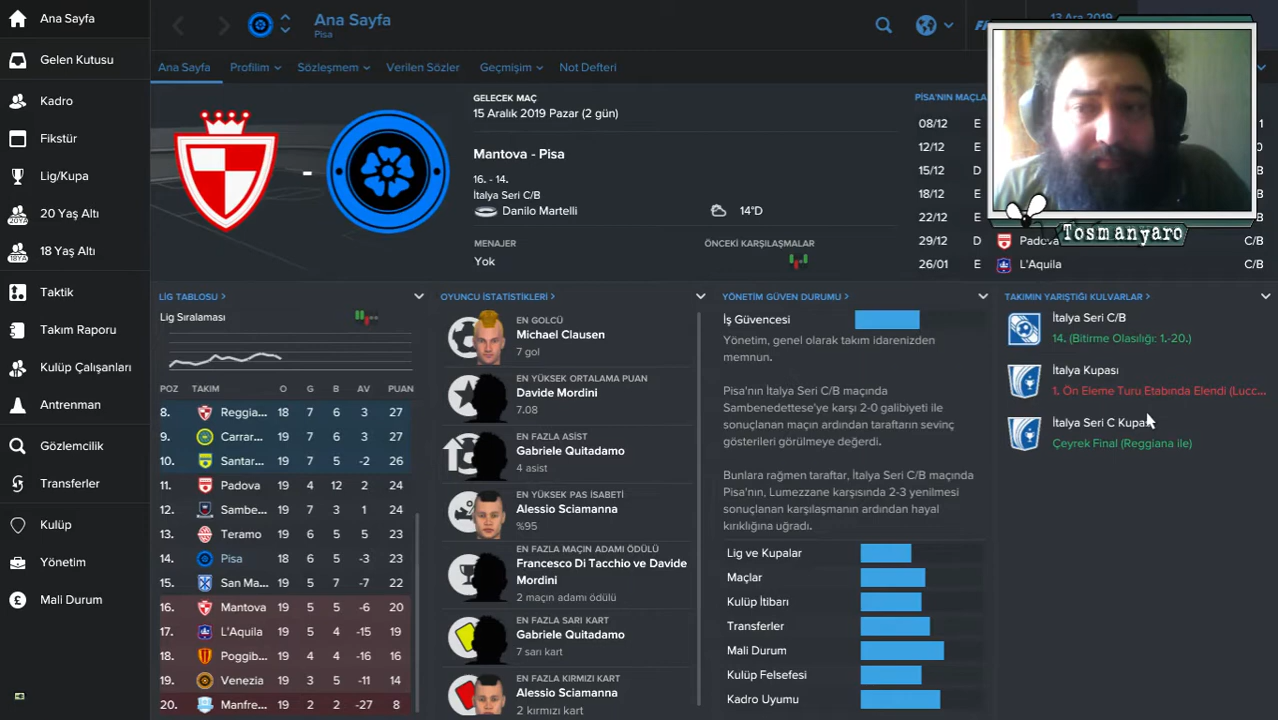 Ana Sayfa
Gelen Kutusu
Kadro
Fikstür
Lig/Kupa
20 Yaş Altı
18 Yaş Altı
Taktik
Takım Raporu
Kulüp Çalışanları
Antrenman
Gözlemcilik
Transferler
Kulüp
Yönetim
Mali Durum
Ana Sayfa
Pisa
13 Ara 2019
Ana Sayfa
Profilim
Sözleşmem
Verilen Sözler
Geçmişim
Not Defteri
GELECEK MAÇ
15 Aralık 2019 Pazar (2 gün)
Mantova - Pisa
16. - 14.
İtalya Seri C/B
Danilo Martelli
14°D
MENAJER
Yok
ÖNCEKİ KARŞILAŞMALAR
PİSA'NIN MAÇLA
08/12 E 1
12/12 E 0
15/12 D B
18/12 E B
22/12 E B
29/12 D Padova C/B
26/01 E L'Aquila C/B
Tosmanyaro
LİG TABLOSU >
Lig Sıralaması
POZ TAKIM O G B AV PUAN
8. Reggia... 18 7 6 3 27
9. Carrar... 19 7 6 3 27
10. Santar... 19 7 5 -2 26
11. Padova 19 4 12 2 24
12. Sambe... 19 7 3 1 24
13. Teramo 19 6 5 5 23
14. Pisa 18 6 5 -3 23
15. San Ma... 19 5 7 -7 22
16. Mantova 19 5 5 -6 20
17. L'Aquila 19 5 4 -15 19
18. Poggib... 19 4 4 -16 16
19. Venezia 19 3 5 -11 14
20. Manfre... 19 2 2 -27 8
OYUNCU İSTATİSTİKLERİ >
EN GOLCÜ
Michael Clausen
7 gol
EN YÜKSEK ORTALAMA PUAN
Davide Mordini
7.08
EN FAZLA ASİST
Gabriele Quitadamo
4 asist
EN YÜKSEK PAS İSABETİ
Alessio Sciamanna
%95
EN FAZLA MAÇIN ADAMI ÖDÜLÜ
Francesco Di Tacchio ve Davide
Mordini
2 maçın adamı ödülü
EN FAZLA SARI KART
Gabriele Quitadamo
7 sarı kart
EN FAZLA KIRMIZI KART
Alessio Sciamanna
2 kırmızı kart
YÖNETİM GÜVEN DURUMU >
İş Güvencesi
Yönetim, genel olarak takım idarenizden
memnun.
Pisa'nın İtalya Seri C/B maçında
Sambenedettese'ye karşı 2-0 galibiyeti ile
sonuçlanan maçın ardından taraftarın sevinç
gösterileri görülmeye değerdi.
Bunlara rağmen taraftar, İtalya Seri C/B maçında
Pisa'nın, Lumezzane karşısında 2-3 yenilmesi
sonuçlanan karşılaşmanın ardından hayal
kırıklığına uğradı.
Lig ve Kupalar
Maçlar
Kulüp İtibarı
Transferler
Mali Durum
Kulüp Felsefesi
Kadro Uyumu
TAKIMIN YARIŞTIĞI KULVARLAR >
İtalya Seri C/B
14. (Bitirme Olasılığı: 1.-20.)
İtalya Kupası
1. Ön Eleme Turu Etabında Elendi (Lucc...
İtalya Seri C Kupası
Çeyrek Final (Reggiana ile)